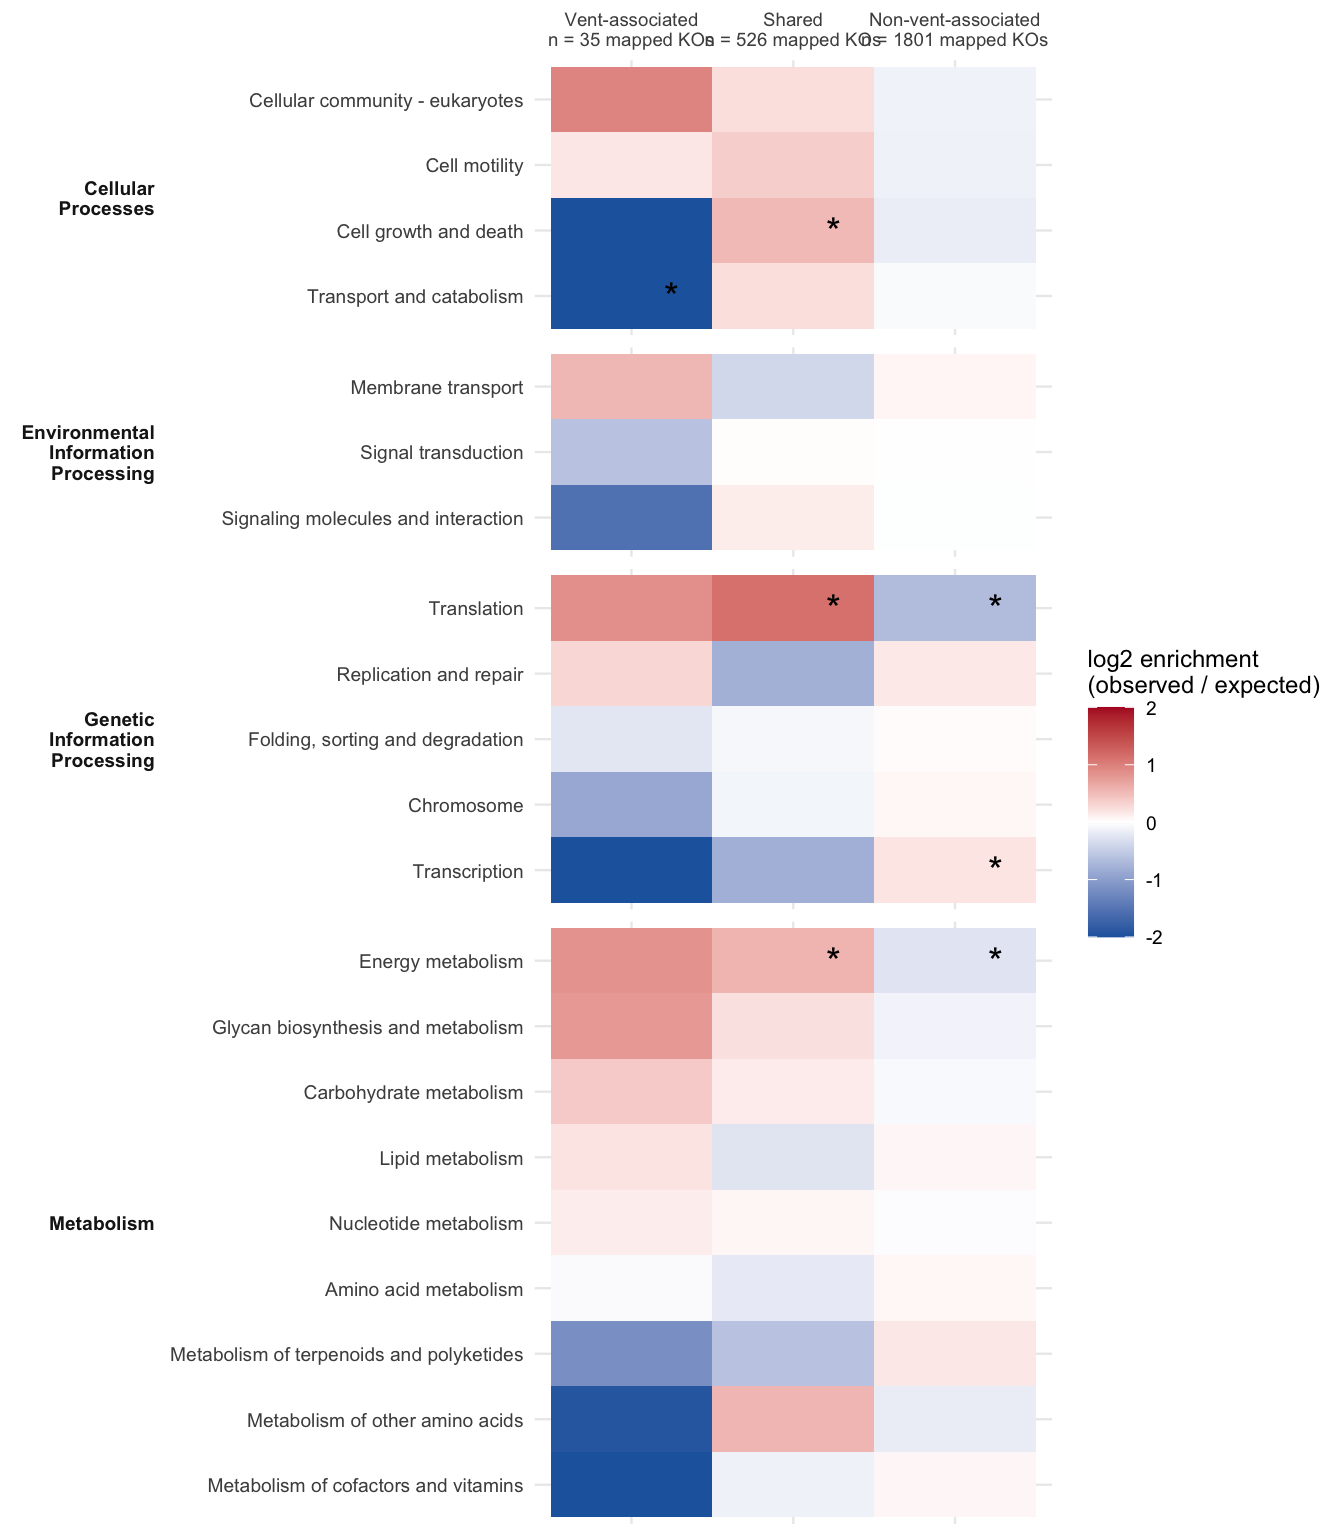 Vent-associated
n = 35 mapped KOs
Shared
n = 526 mapped KOs
Non-vent-associated
n = 1801 mapped KOs
Cellular
Processes
Cellular community - eukaryotes
Cell motility
Cell growth and death
*
Transport and catabolism
*
Environmental
Information
Processing
Membrane transport
Signal transduction
Signaling molecules and interaction
Genetic
Information
Processing
Translation
* *
Replication and repair
Folding, sorting and degradation
Chromosome
Transcription
*
Metabolism
Energy metabolism
* *
Glycan biosynthesis and metabolism
Carbohydrate metabolism
Lipid metabolism
Nucleotide metabolism
Amino acid metabolism
Metabolism of terpenoids and polyketides
Metabolism of other amino acids
Metabolism of cofactors and vitamins
log2 enrichment
(observed / expected)
2
1
0
-1
-2